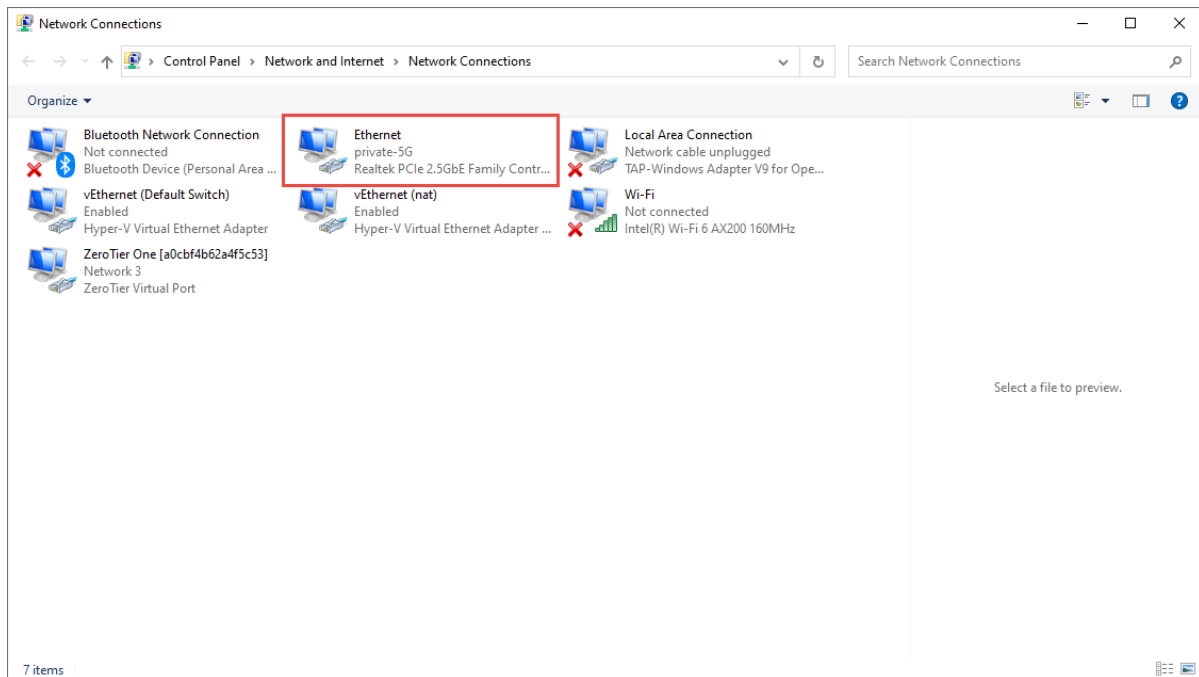 Network Connections
Control Panel > Network and Internet > Network Connections
Search Network Connections
Organize
Bluetooth Network Connection
Not connected
Bluetooth Device (Personal Area ...
Ethernet
private-5G
Realtek PCIe 2.5GbE Family Contr...
Local Area Connection
Network cable unplugged
TAP-Windows Adapter V9 for Ope...
vEthernet (Default Switch)
Enabled
Hyper-V Virtual Ethernet Adapter
vEthernet (nat)
Enabled
Hyper-V Virtual Ethernet Adapter ...
Wi-Fi
Not connected
Intel(R) Wi-Fi 6 AX200 160MHz
ZeroTier One [a0cbf4b62a4f5c53]
Network 3
ZeroTier Virtual Port
Select a file to preview.
7 items